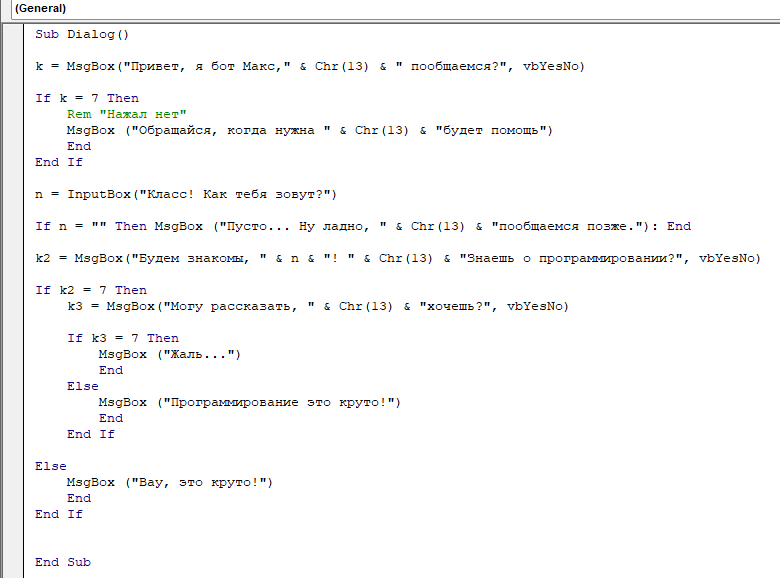 (General)
Sub Dialog()
k = MsgBox("Привет, я бот Макс," & Chr(13) & " пообщаемся?", vbYesNo)
If k = 7 Then
Rem "Нажал нет"
MsgBox ("Обращайся, когда нужна " & Chr(13) & "будет помощь")
End
End If
n = InputBox("Класс! Как тебя зовут?")
If n = "" Then MsgBox ("Пусто... Ну ладно, " & Chr(13) & "пообщаемся позже."): End
k2 = MsgBox("Будем знакомы, " & n & "! " & Chr(13) & "Знаешь о программировании?", vbYesNo)
If k2 = 7 Then
k3 = MsgBox("Могу рассказать, " & Chr(13) & "хочешь?", vbYesNo)
If k3 = 7 Then
MsgBox ("Жаль...")
End
Else
MsgBox ("Программирование это круто!")
End
End If
Else
MsgBox ("Вау, это круто!")
End
End If
End Sub